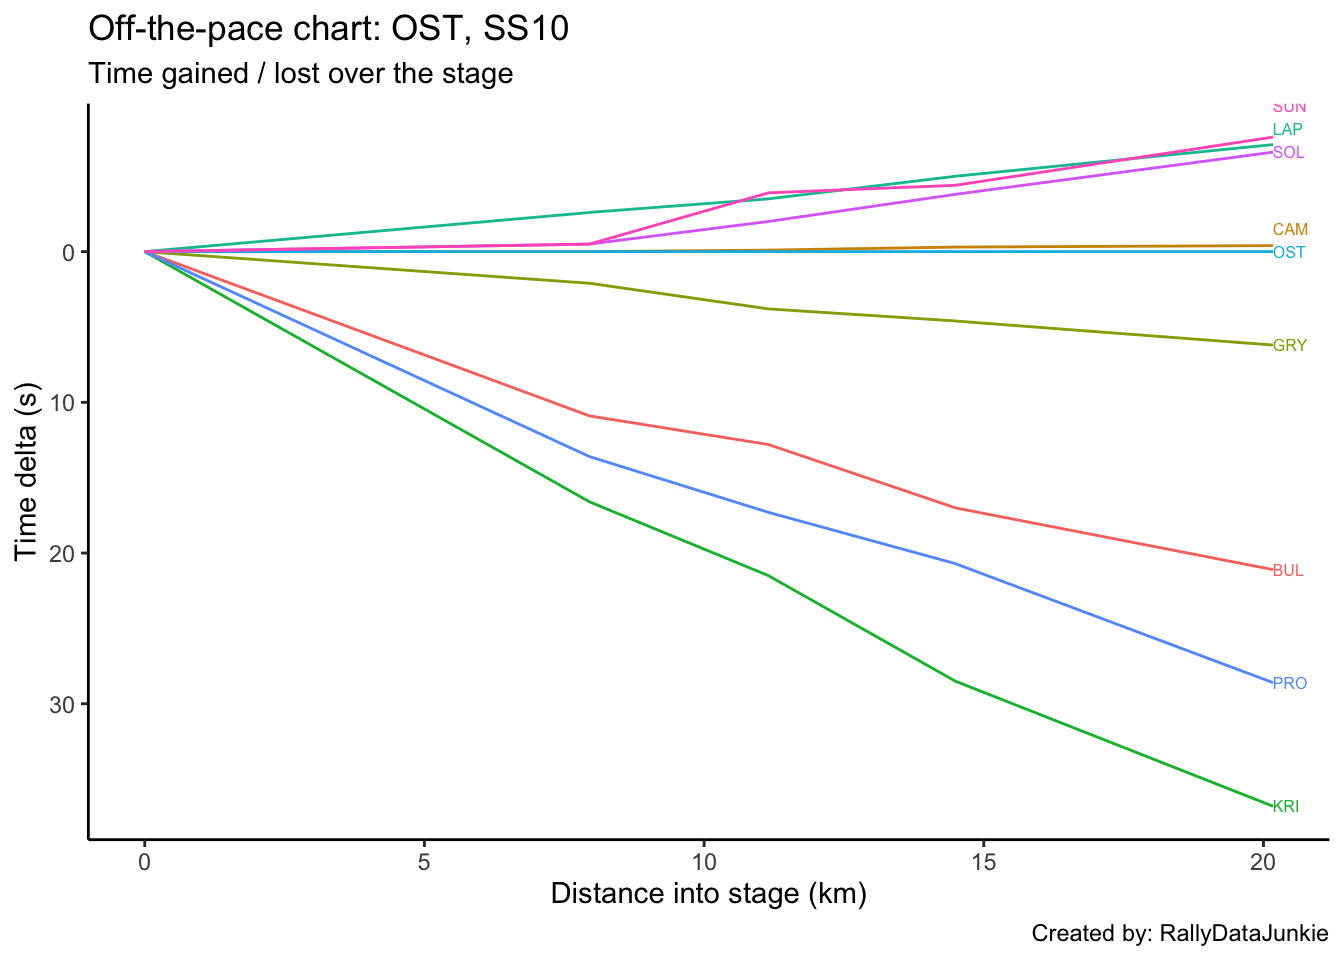 Off-the-pace chart: OST, SS10
Time gained / lost over the stage
SUN
LAP
SOL
CAM
OST
GRY
BUL
PRO
KRI
0
10
20
30
Time delta (s)
0 5 10 15 20
Distance into stage (km)
Created by: RallyDataJunkie